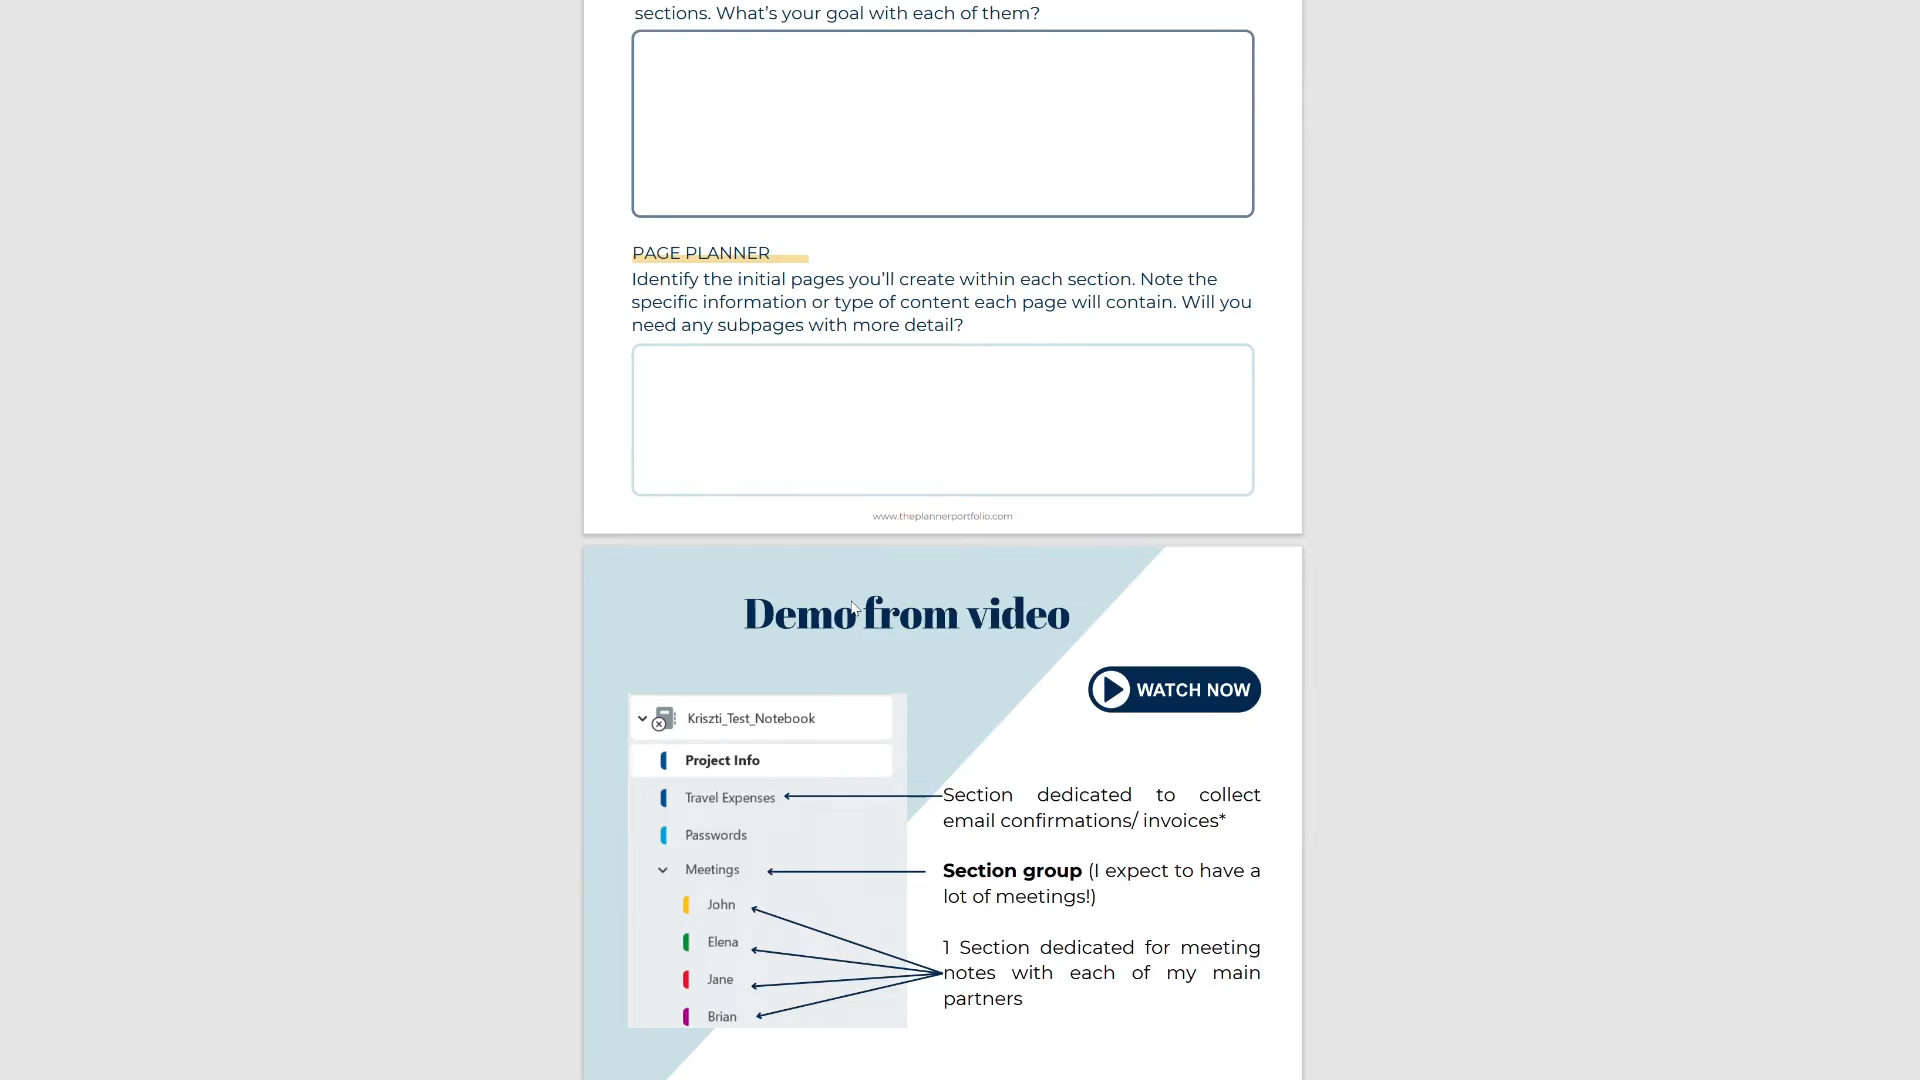 sections. What's your goal with each of them?
PAGE PLANNER
Identify the initial pages you'll create within each section. Note the
specific information or type of content each page will contain. Will you
need any subpages with more detail?
www.theplannerportfolio.com
Demo from video
WATCH NOW
Kriszti_Test_Notebook
Project Info
Travel Expenses
Passwords
Meetings
John
Elena
Jane
Brian
Section dedicated to collect
email confirmations/ invoices*
Section group (I expect to have a
lot of meetings!)
1 Section dedicated for meeting
notes with each of my main
partners